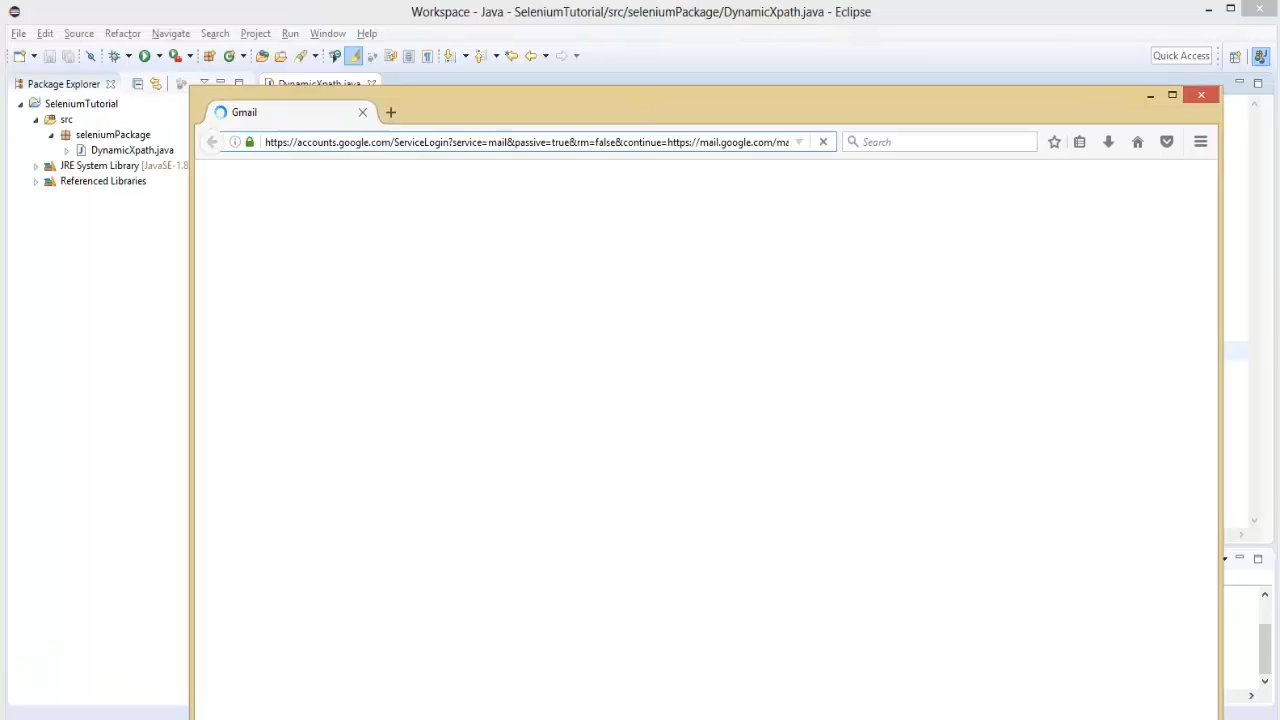 Workspace - Java - SeleniumTutorial/src/seleniumPackage/DynamicXpath.java - Eclipse
File Edit Source Refactor Navigate Search Project Run Window Help
Quick Access
Package Explorer
DynamicXpath.java
SeleniumTutorial
src
seleniumPackage
DynamicXpath.java
JRE System Library [JavaSE-1.8
Referenced Libraries
Gmail
https://accounts.google.com/ServiceLogin?service=mail&passive=true&rm=false&continue=https://mail.google.com/ma
Search